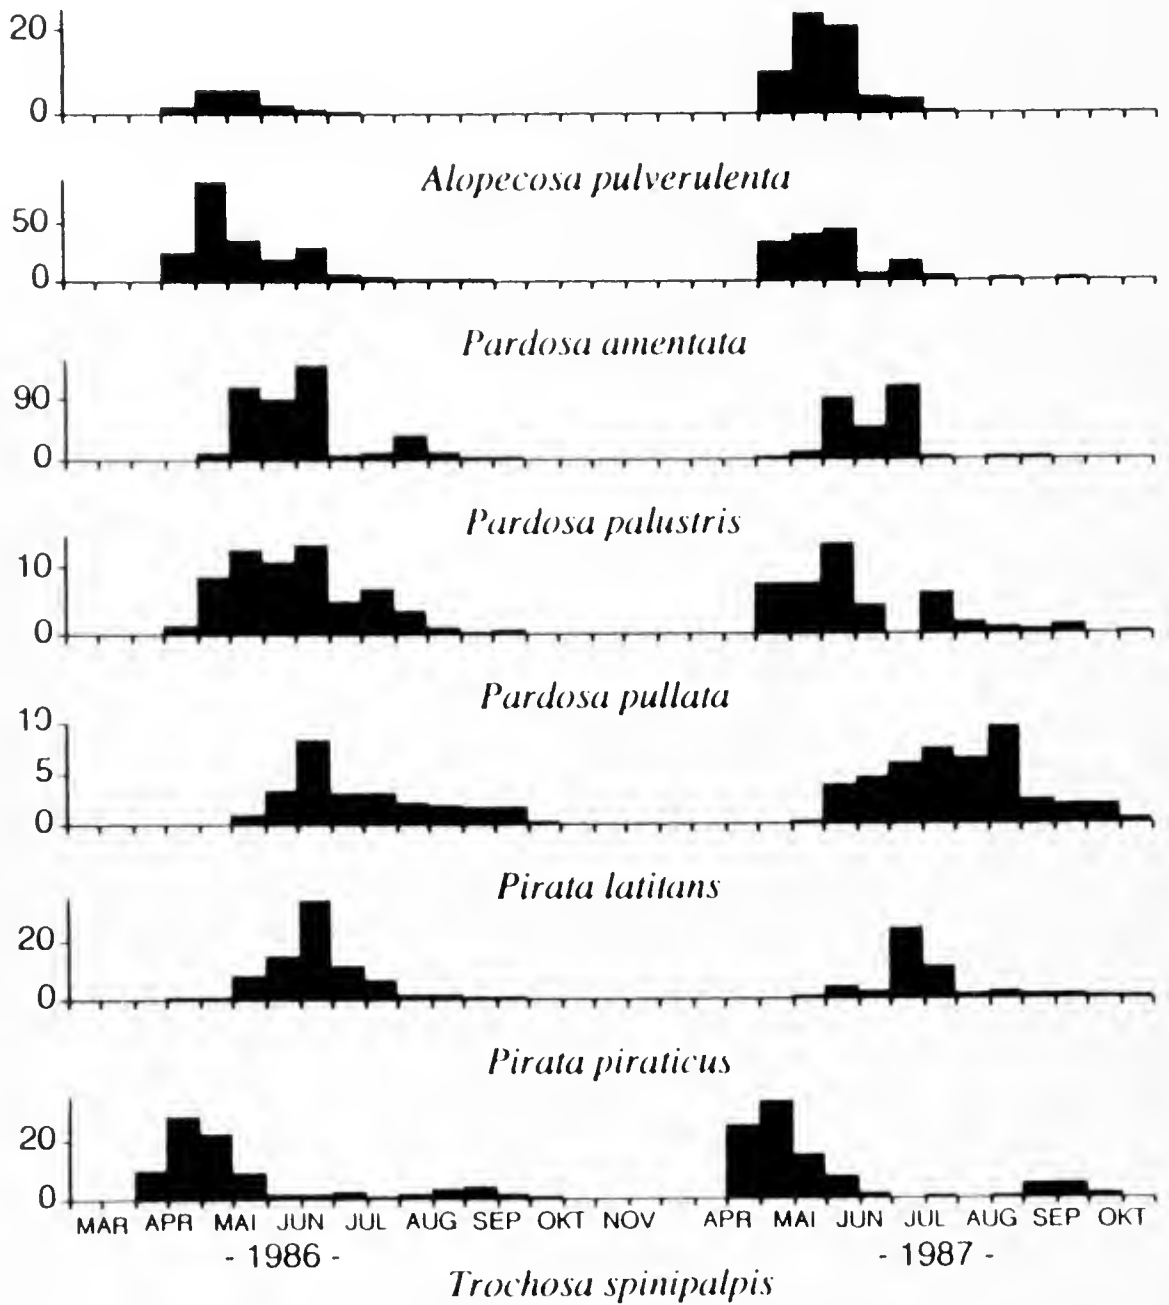 20
0
Alopecosa pulverulenta
50
0
Pardosa amentata
90
0
Pardosa palustris
10
0
Pardosa pullata
10
5
0
Pirata latitans
20
0
Pirata piraticus
20
0
MAR APR MAI JUN JUL AUG SEP OKT NOV APR MAI JUN JUL AUG SEP OKT
- 1986 - - 1987 -
Trochosa spinipalpis